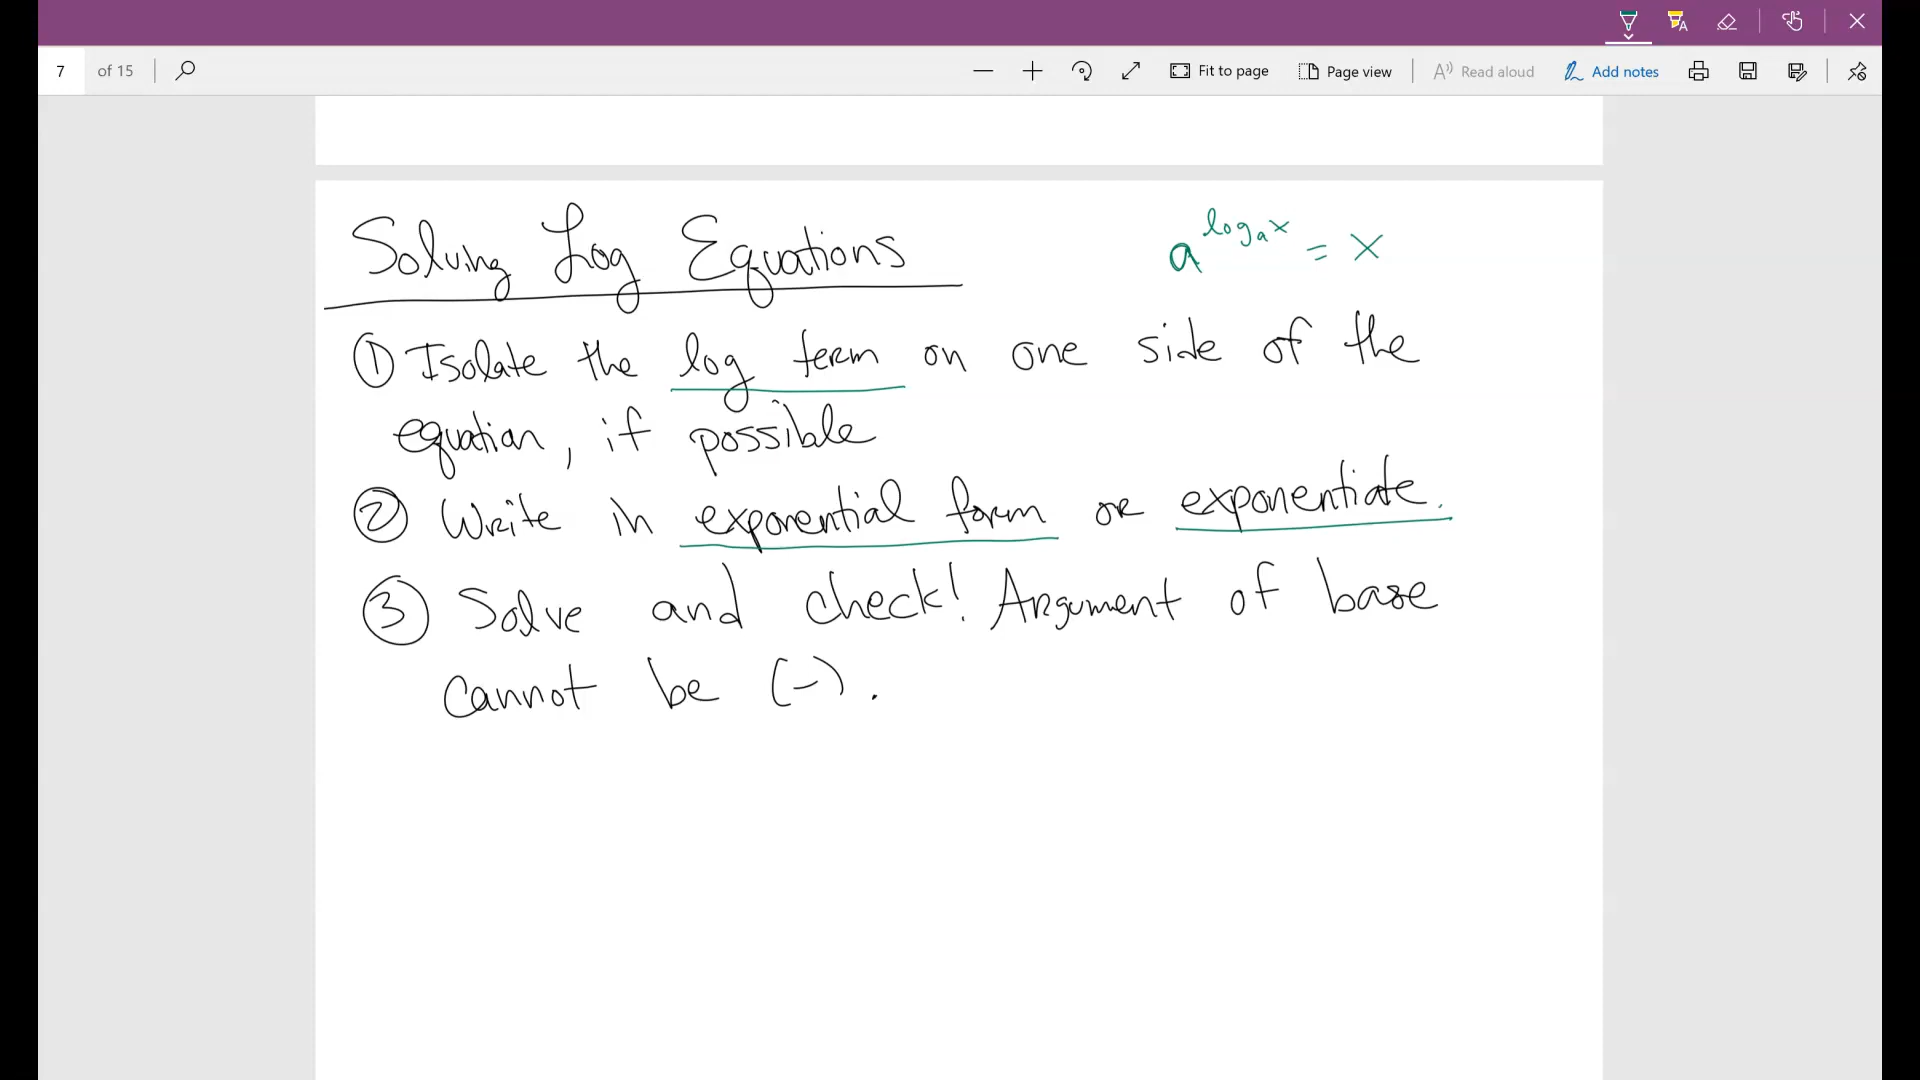 7 of 15 Fit to page Page view Read aloud Add notes
Solving Log Equations
a^{log_a x} = x
① Isolate the log term on one side of the
equation, if possible
② Write in exponential form or exponentiate.
③ Solve and check! Argument of base
cannot be (-).